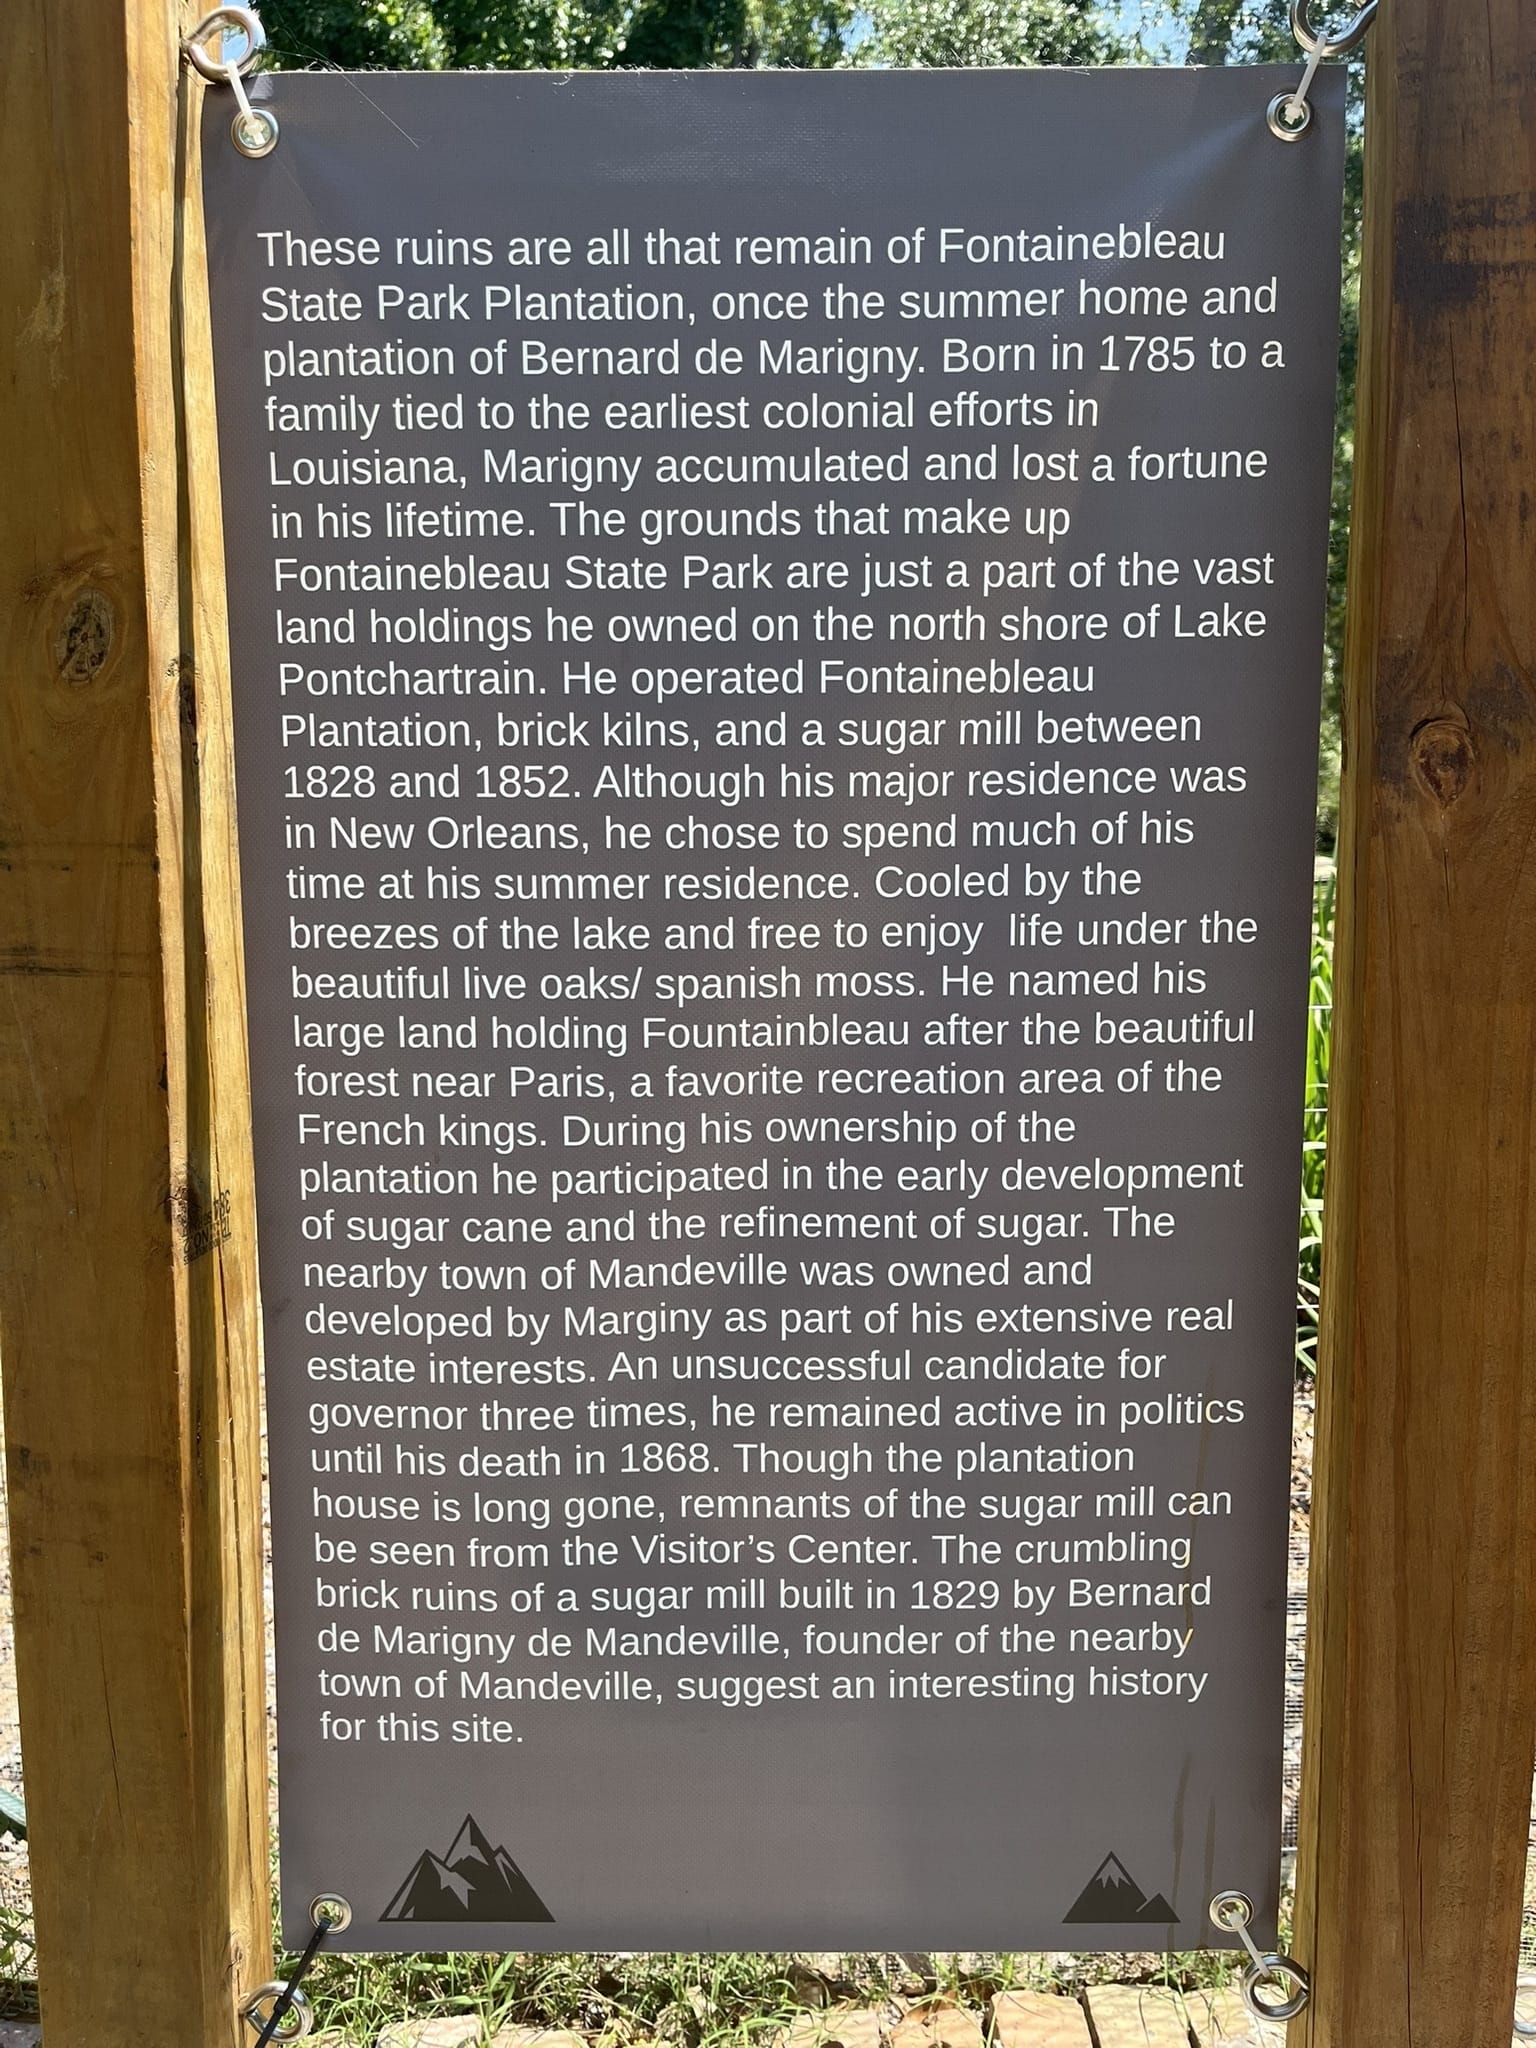 These ruins are all that remain of Fontainebleau
State Park Plantation, once the summer home and
plantation of Bernard de Marigny. Born in 1785 to a
family tied to the earliest colonial efforts in
Louisiana, Marigny accumulated and lost a fortune
in his lifetime. The grounds that make up
Fontainebleau State Park are just a part of the vast
land holdings he owned on the north shore of Lake
Pontchartrain. He operated Fontainebleau
Plantation, brick kilns, and a sugar mill between
1828 and 1852. Although his major residence was
in New Orleans, he chose to spend much of his
time at his summer residence. Cooled by the
breezes of the lake and free to enjoy  life under the
beautiful live oaks/ spanish moss. He named his
large land holding Fountainbleau after the beautiful
forest near Paris, a favorite recreation area of the
French kings. During his ownership of the
plantation he participated in the early development
of sugar cane and the refinement of sugar. The
nearby town of Mandeville was owned and
developed by Marginy as part of his extensive real
estate interests. An unsuccessful candidate for
governor three times, he remained active in politics
until his death in 1868. Though the plantation
house is long gone, remnants of the sugar mill can
be seen from the Visitor’s Center. The crumbling
brick ruins of a sugar mill built in 1829 by Bernard
de Marigny de Mandeville, founder of the nearby
town of Mandeville, suggest an interesting history
for this site.